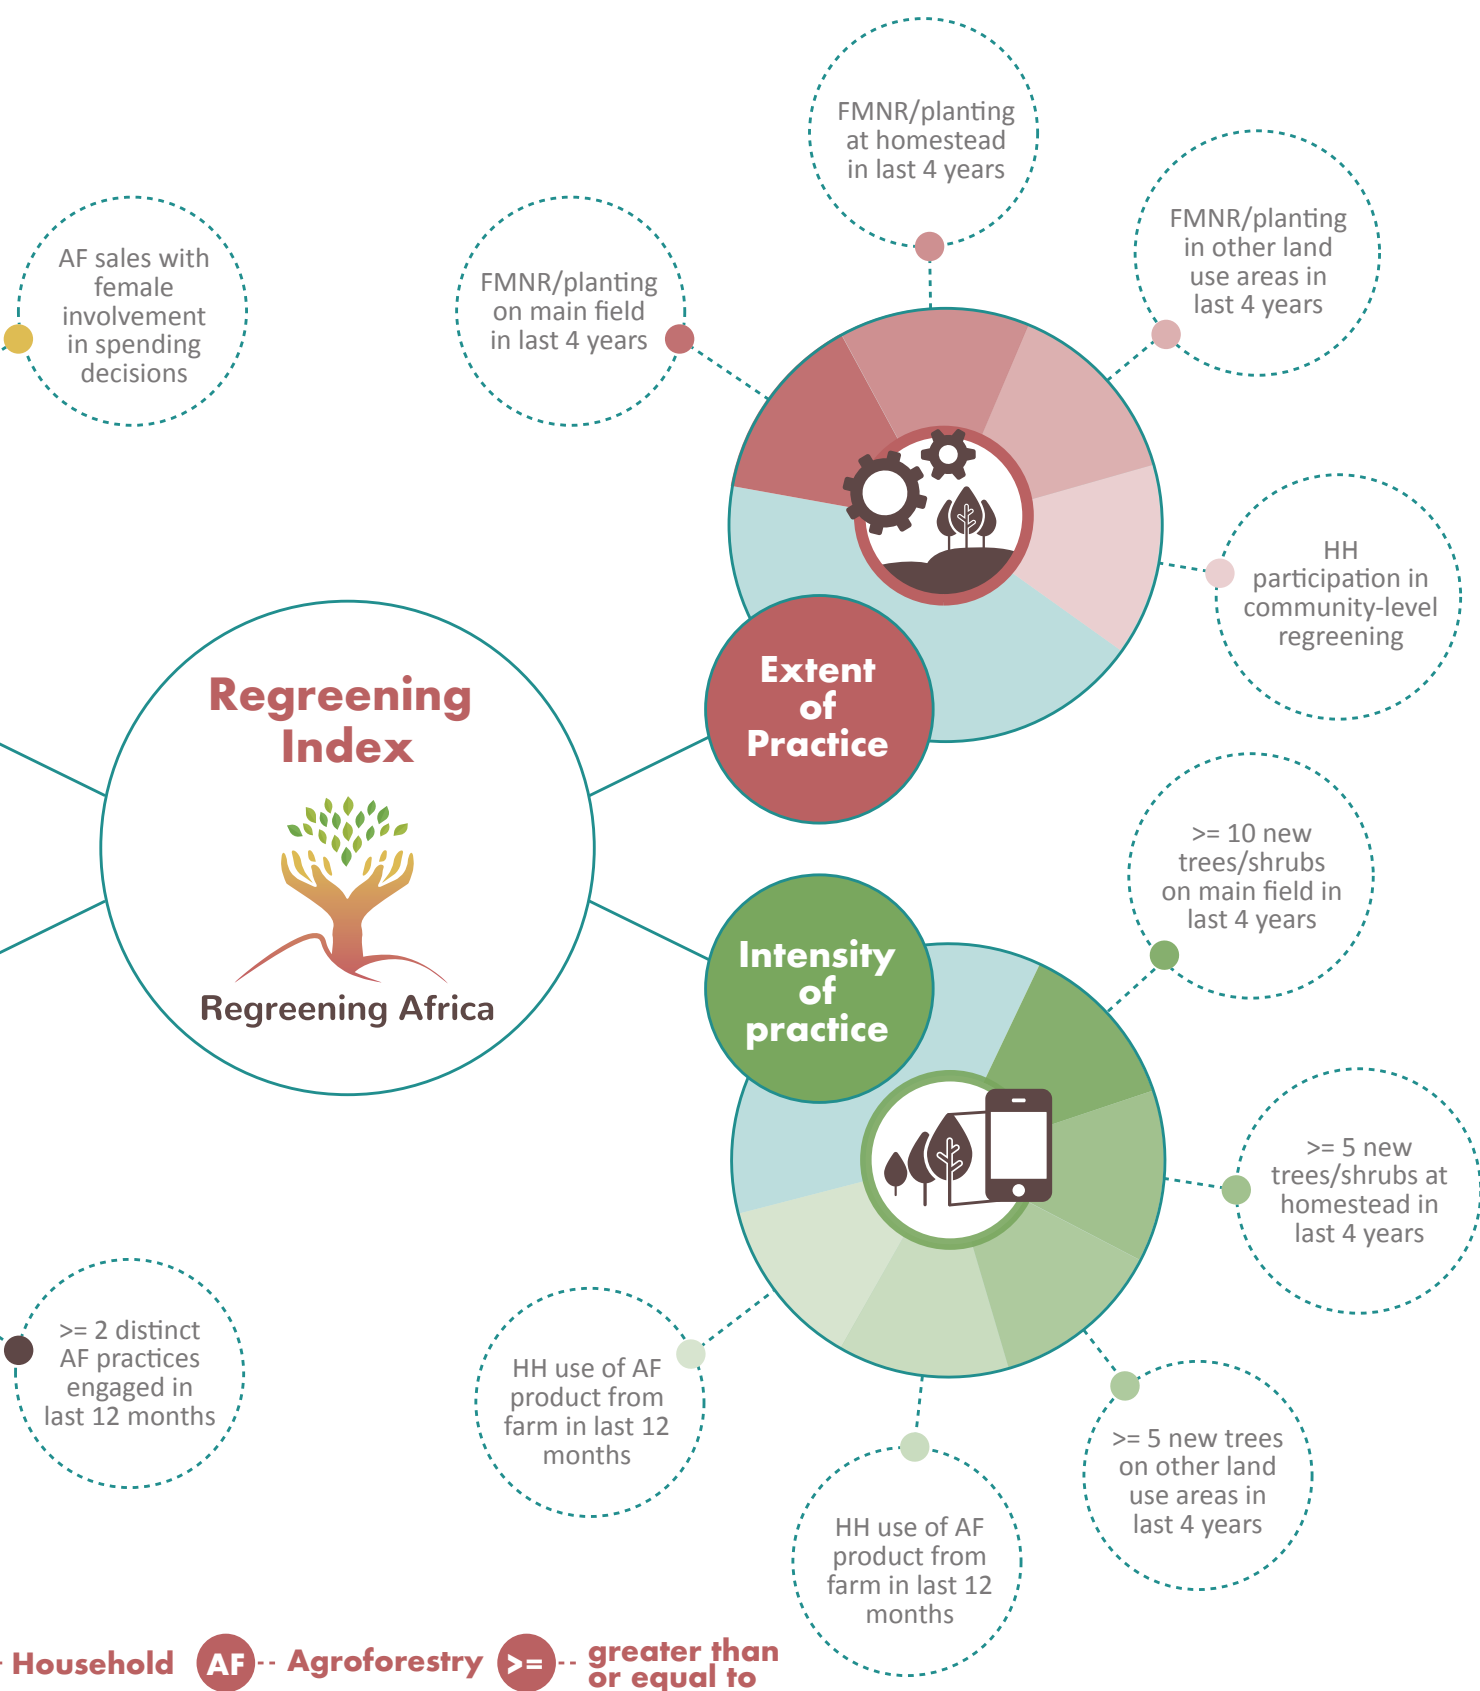 FMNR/planting
at homestead
in last 4 years
FMNR/planting
in other land
use areas in
last 4 years
AF sales with
female
involvement
in spending
decisions
FMNR/planting
on main field
in last 4 years
HH
participation in
community-level
regreening
Extent
of
Practice
Regreening
Index
Regreening Africa
>= 10 new
trees/shrubs
on main field in
last 4 years
Intensity
of
practice
>= 5 new
trees/shrubs at
homestead in
last 4 years
>= 2 distinct
AF practices
engaged in
last 12 months
HH use of AF
product from
farm in last 12
months
>= 5 new trees
on other land
use areas in
last 4 years
HH use of AF
product from
farm in last 12
months
Household
AF
Agroforestry
>=
greater than
or equal to